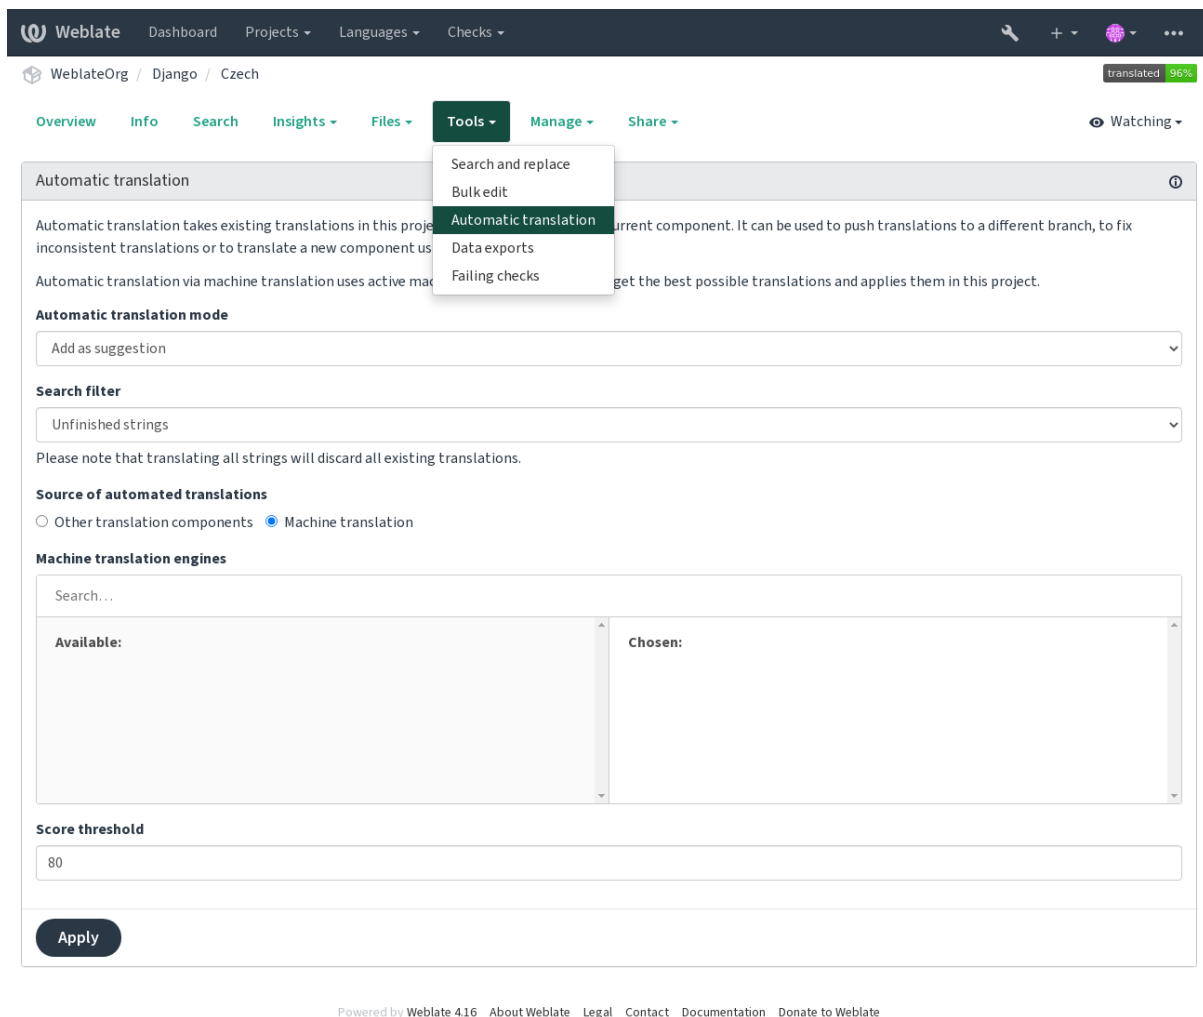 Weblate Dashboard Projects Languages Checks
WeblateOrg / Django / Czech translated 96%
Overview Info Search Insights Files Tools Manage Share Watching
Search and replace
Bulk edit
Automatic translation
Data exports
Failing checks
Automatic translation
Automatic translation takes existing translations in this proje urrent component. It can be used to push translations to a different branch, to fix
inconsistent translations or to translate a new component us
Automatic translation via machine translation uses active mac get the best possible translations and applies them in this project.
Automatic translation mode
Add as suggestion
Search filter
Unfinished strings
Please note that translating all strings will discard all existing translations.
Source of automated translations
Other translation components Machine translation
Machine translation engines
Search…
Available: Chosen:
Score threshold
80
Apply
Powered by Weblate 4.16 About Weblate Legal Contact Documentation Donate to Weblate